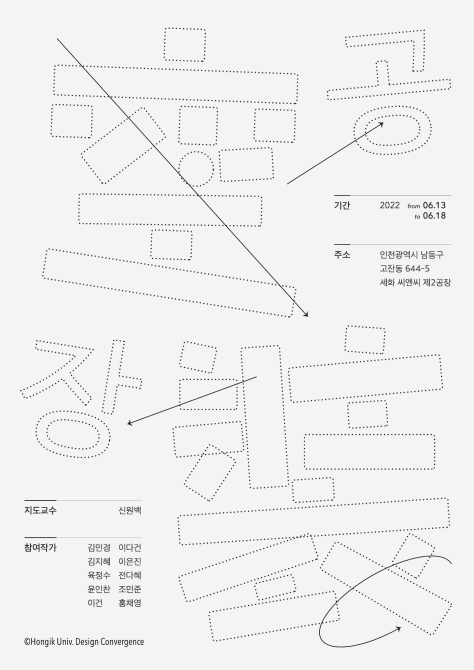 공
기간 2022 from 06.13
to 06.18
주소 인천광역시 남동구
고잔동 644-5
세화 씨앤씨 제2공장
장
지도교수 신원백
참여작가 김민경 이다건
김지혜 이은진
육정수 전다혜
윤인찬 조민준
이건 홍채영
©Hongik Univ. Design Convergence